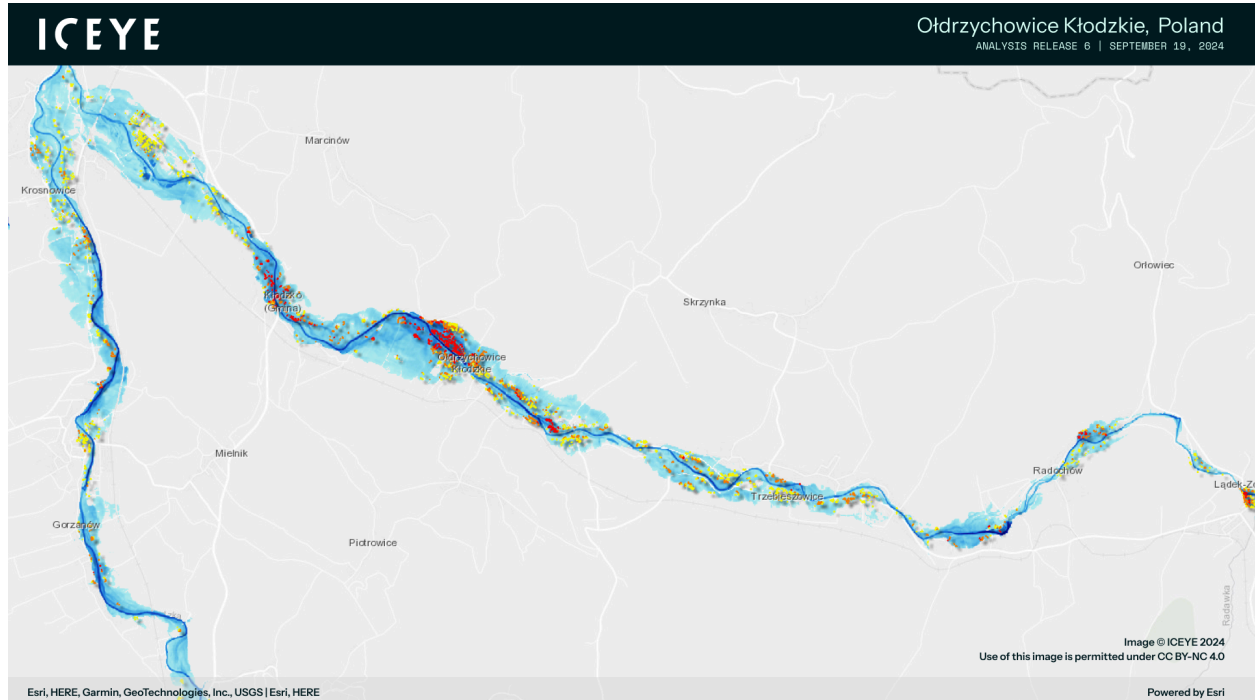 ICEYE
Ołdrzychowice Kłodzkie, Poland
ANALYSIS RELEASE 6 | SEPTEMBER 19, 2024
Marcinów
Krosnowice
Orłowiec
Kłodzko
(Gmina)
Skrzynka
Ołdrzychowice
Kłodzkie
Mielnik
Radochów
Lądek-Z
Trzebieszowice
Gorzanów
Piotrowice
Radawka
Image © ICEYE 2024
Use of this image is permitted under CC BY-NC 4.0
Esri, HERE, Garmin, GeoTechnologies, Inc., USGS | Esri, HERE
Powered by Esri